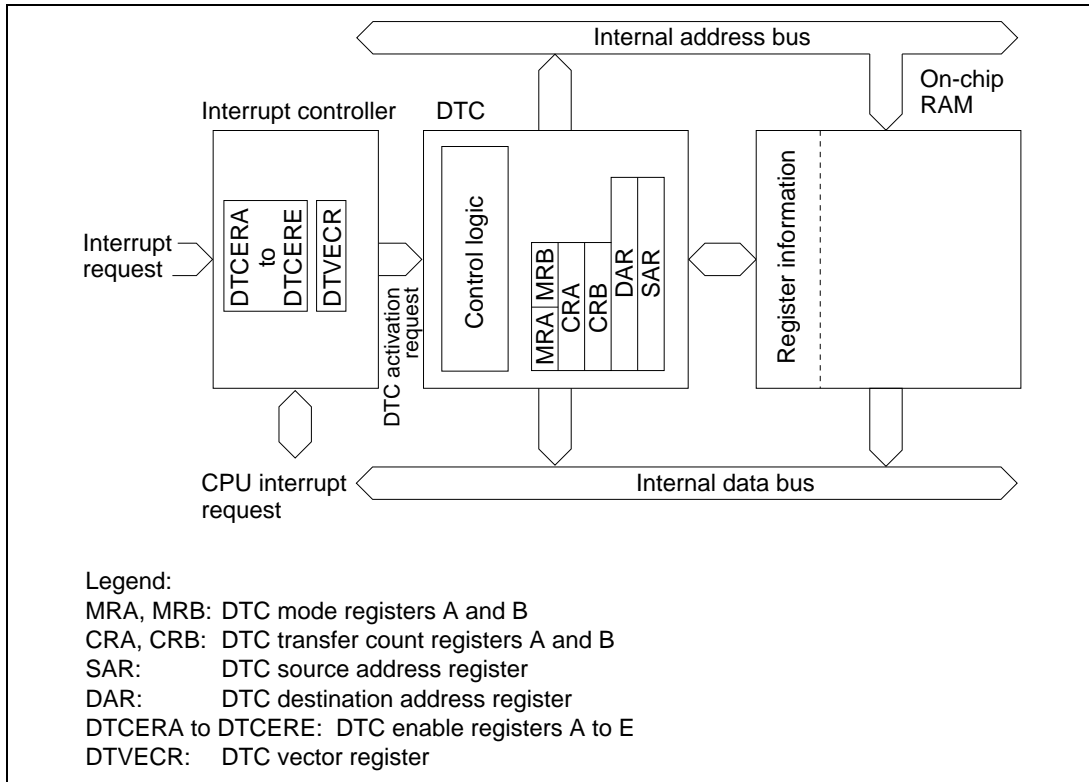 Internal address bus
On-chip
RAM
Interrupt controller
DTC
Interrupt
request
DTCERA
to
DTCERE
DTVECR
DTC activation
request
Control logic
MRA MRB
CRA
CRB
DAR
SAR
Register information
CPU interrupt
request
Internal data bus
Legend:
MRA, MRB: DTC mode registers A and B
CRA, CRB: DTC transfer count registers A and B
SAR: DTC source address register
DAR: DTC destination address register
DTCERA to DTCERE: DTC enable registers A to E
DTVECR: DTC vector register